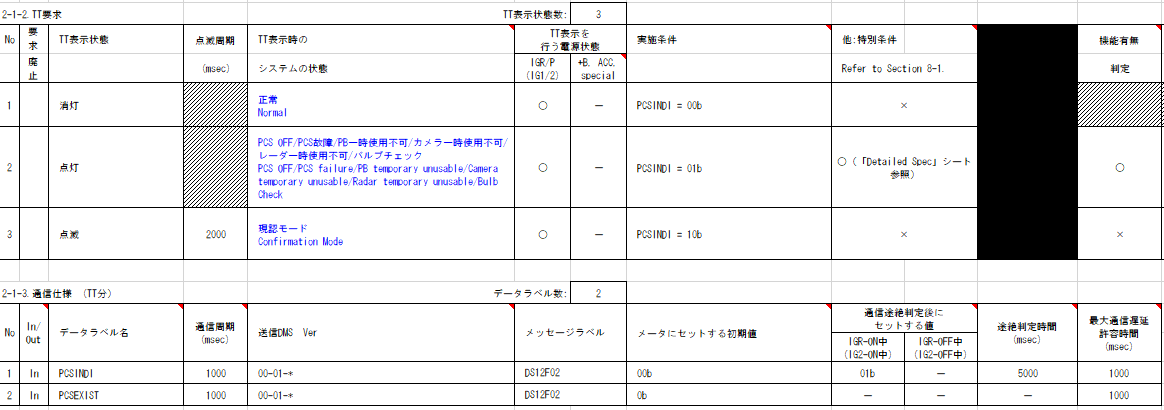 2-1-2.TT要求
TT表示状態数:
3
No
要求
廃止
TT表示状態
点滅周期
(msec)
TT表示時の
システムの状態
TT表示を
行う電源状態
IGR/P
(IG1/2)
+B, ACC,
special
実施条件
他:特別条件
Refer to Section 8-1.
機能有無
判定
1
消灯
正常
Normal
○
－
PCSINDI = 00b
×
2
点灯
PCS OFF/PCS故障/PB一時使用不可/カメラ一時使用不可/
レーダー時使用不可/バルブチェック
PCS OFF/PCS failure/PB temporary unusable/Camera
temporary unusable/Radar temporary unusable/Bulb
Check
○
－
PCSINDI = 01b
○（「Detailed Spec」シート
参照）
○
3
点滅
2000
現認モード
Confirmation Mode
○
－
PCSINDI = 10b
×
×
2-1-3.通信仕様　(TT分)
データラベル数:
2
No
In/
Out
データラベル名
通信周期
(msec)
送信DMS　Ver
メッセージラベル
メータにセットする初期値
通信途絶判定後に
セットする値
IGR-ON中
(IG2-ON中)
IGR-OFF中
(IG2-OFF中)
途絶判定時間
(msec)
最大通信遅延
許容時間
(msec)
1
In
PCSINDI
1000
00-01-*
DS12F02
00b
01b
－
5000
1000
2
In
PCSEXIST
1000
00-01-*
DS12F02
0b
－
－
－
1000